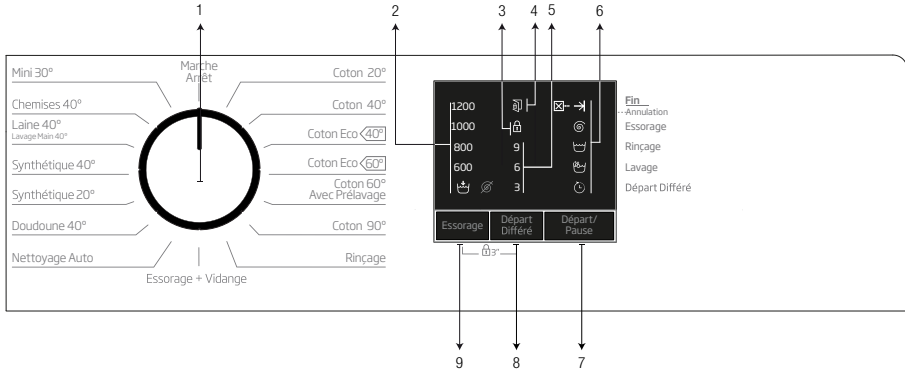 1
2
3
4
5
6
Marche
Arrêt
Mini 30°
Chemises 40°
Laine 40°
Lavage Main 40°
Synthétique 40°
Synthétique 20°
Doudoune 40°
Nettoyage Auto
Essorage + Vidange
Coton 20°
Coton 40°
Coton Eco 40°
Coton Eco 60°
Coton 60°
Avec Prélavage
Coton 90°
Rinçage
1200
1000
800
600
9
6
3
Fin
Annulation
Essorage
Rinçage
Lavage
Départ Différé
Essorage
Départ
Différé
Départ/
Pause
3"
9
8
7